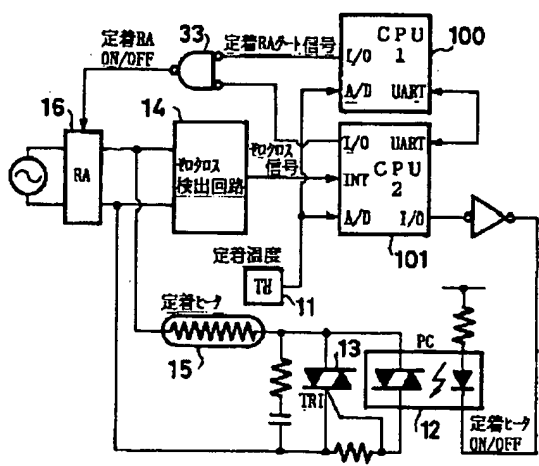 定着RA
ON/OFF
33
定着RAゲート信号
CPU
1
I/O
A/D
UART
100
16
RA
14
ゼロクロス
検出回路
ゼロクロス
信号
I/O
UART
CPU
2
INT
A/D
I/O
101
定着温度
TH
11
定着ヒータ
15
13
TRI
PC
12
定着ヒータ
ON/OFF